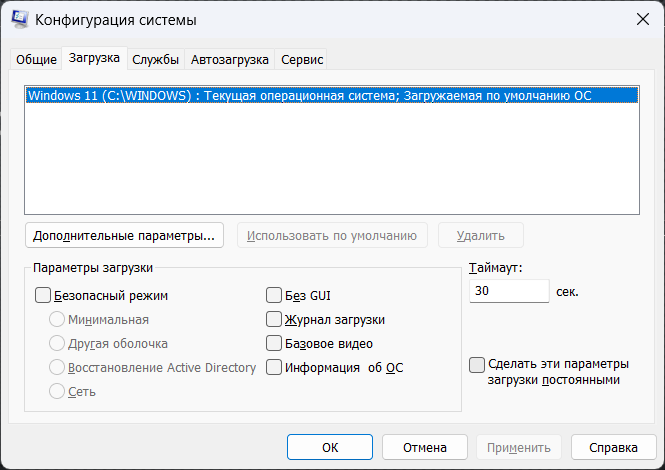 Конфигурация системы
Общие Загрузка Службы Автозагрузка Сервис
Windows 11 (C:\WINDOWS) : Текущая операционная система; Загружаемая по умолчанию ОС
Дополнительные параметры... Использовать по умолчанию Удалить
Параметры загрузки Таймаут:
Безопасный режим Без GUI 30 сек.
Минимальная Журнал загрузки
Другая оболочка Базовое видео
Восстановление Active Directory Информация об ОС Сделать эти параметры
Сеть загрузки постоянными
ОК Отмена Применить Справка